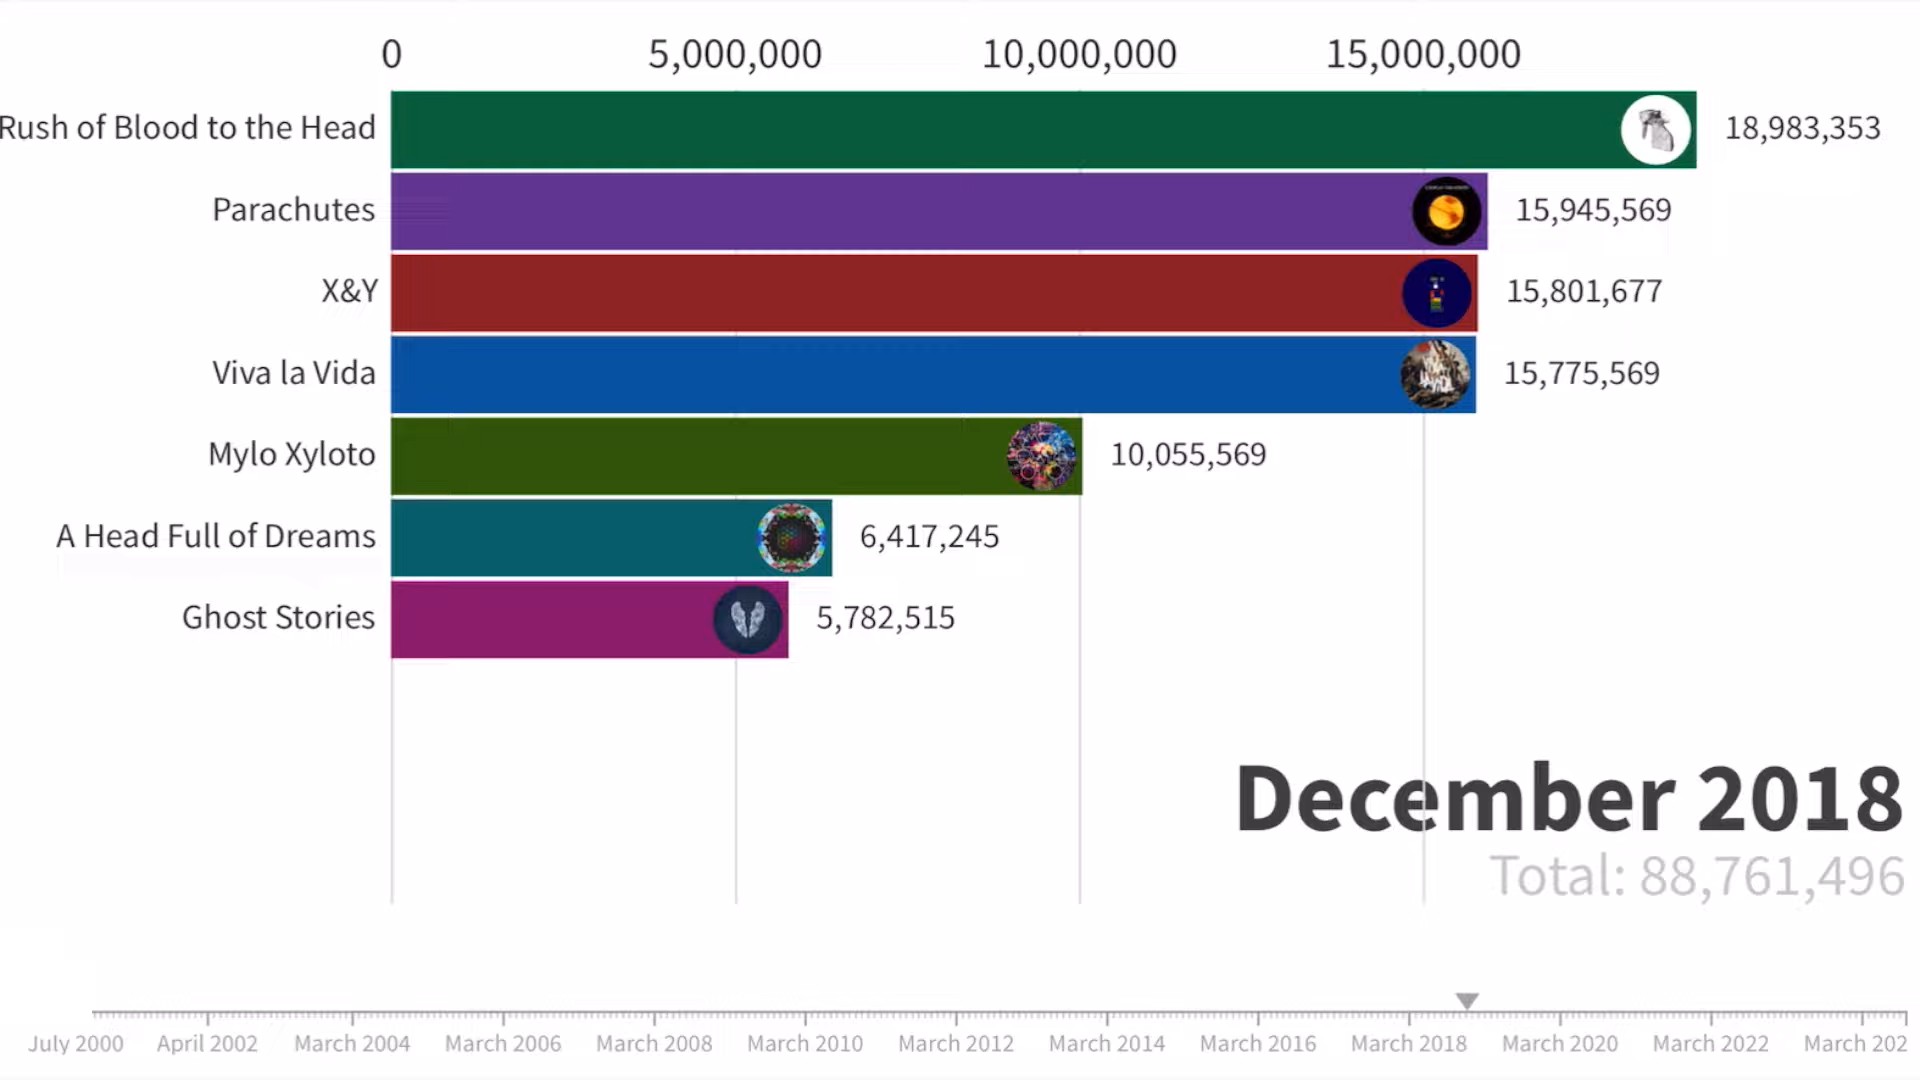 0 5,000,000 10,000,000 15,000,000
Rush of Blood to the Head 18,983,353
Parachutes 15,945,569
X&Y 15,801,677
Viva la Vida 15,775,569
Mylo Xyloto 10,055,569
A Head Full of Dreams 6,417,245
Ghost Stories 5,782,515
December 2018
Total: 88,761,496
July 2000 April 2002 March 2004 March 2006 March 2008 March 2010 March 2012 March 2014 March 2016 March 2018 March 2020 March 2022 March 202